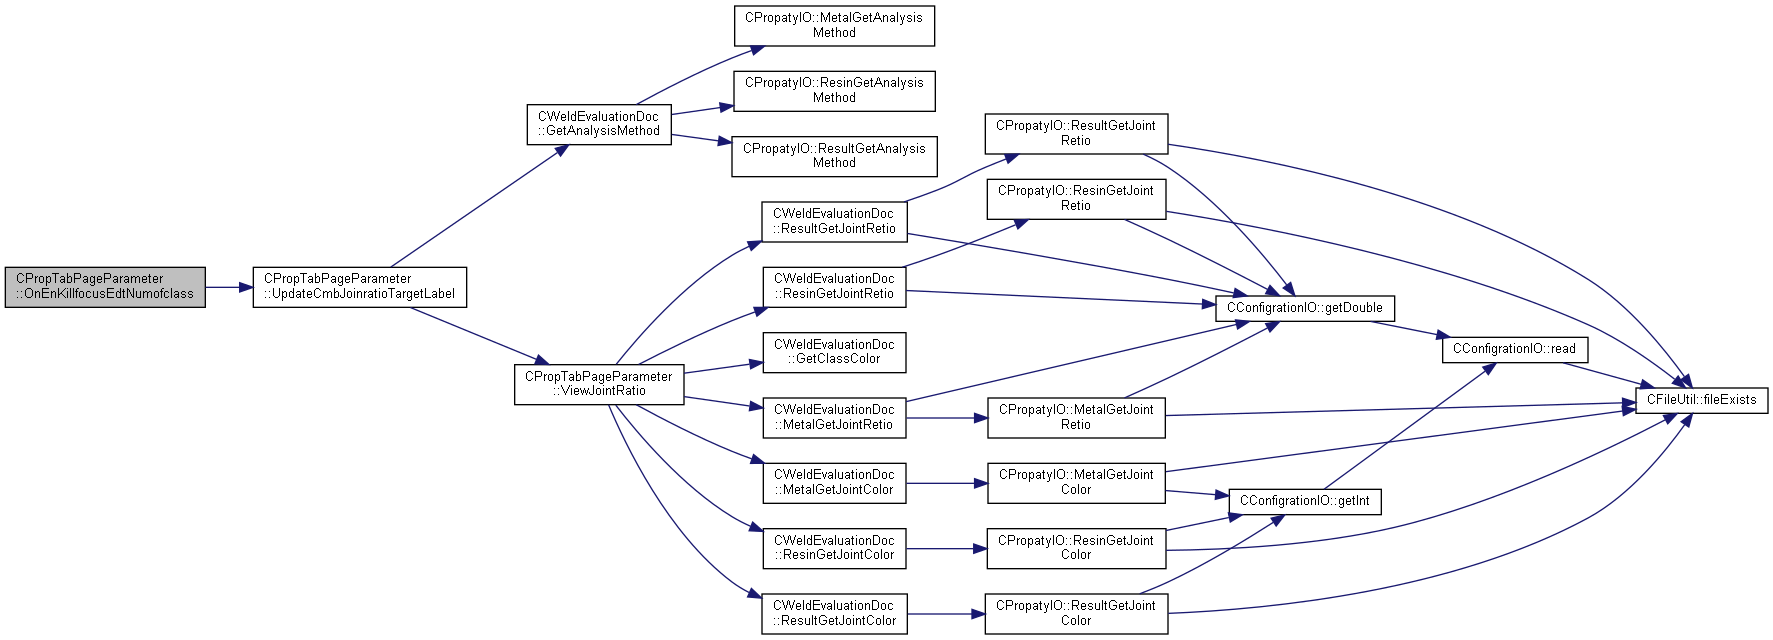 CPropTabPageParameter
::OnEnKillfocusEdtNumofclass
CPropTabPageParameter
::UpdateCmbJoinratioTargetLabel
CWeldEvaluationDoc
::GetAnalysisMethod
CPropatyIO::MetalGetAnalysis
Method
CPropatyIO::ResinGetAnalysis
Method
CPropatyIO::ResultGetAnalysis
Method
CPropTabPageParameter
::ViewJointRatio
CWeldEvaluationDoc
::ResultGetJointRetio
CWeldEvaluationDoc
::ResinGetJointRetio
CWeldEvaluationDoc
::GetClassColor
CWeldEvaluationDoc
::MetalGetJointRetio
CWeldEvaluationDoc
::MetalGetJointColor
CWeldEvaluationDoc
::ResinGetJointColor
CWeldEvaluationDoc
::ResultGetJointColor
CPropatyIO::ResultGetJoint
Retio
CPropatyIO::ResinGetJoint
Retio
CPropatyIO::MetalGetJoint
Retio
CPropatyIO::MetalGetJoint
Color
CPropatyIO::ResinGetJoint
Color
CPropatyIO::ResultGetJoint
Color
CConfigrationIO::getDouble
CConfigrationIO::getInt
CConfigrationIO::read
CFileUtil::fileExists